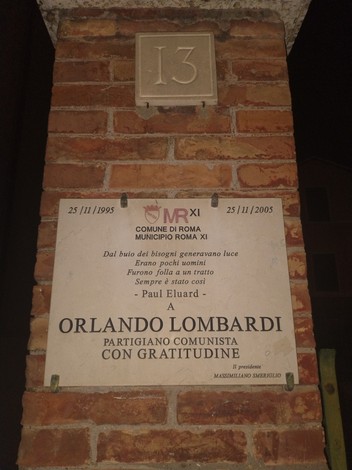 13
25/11/1995 MR XI 25/11/2005
COMUNE DI ROMA
MUNICIPIO ROMA XI
Dal buio dei bisogni generavano luce
Erano pochi uomini
Furono folla a un tratto
Sempre è stato così
- Paul Eluard -
A
ORLANDO LOMBARDI
PARTIGIANO COMUNISTA
CON GRATITUDINE
Il presidente
MASSIMILIANO SMERIGLIO